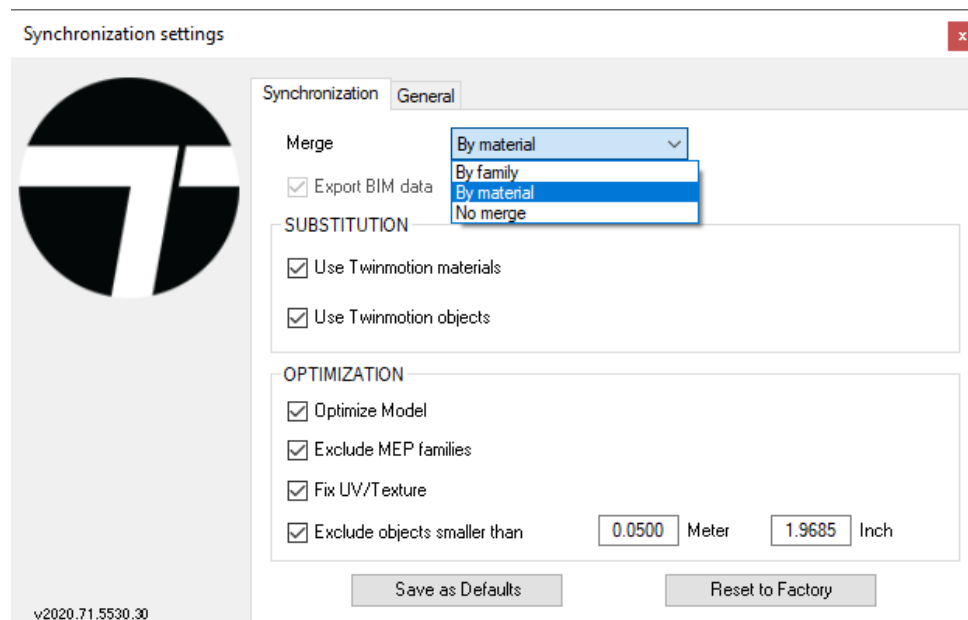 Synchronization settings
x
Synchronization General
Merge By material
By family
Export BIM data By material
No merge
SUBSTITUTION
Use Twinmotion materials
Use Twinmotion objects
OPTIMIZATION
Optimize Model
Exclude MEP families
Fix UV/Texture
Exclude objects smaller than 0.0500 Meter 1.9685 Inch
Save as Defaults Reset to Factory
v2020.71.5530.30